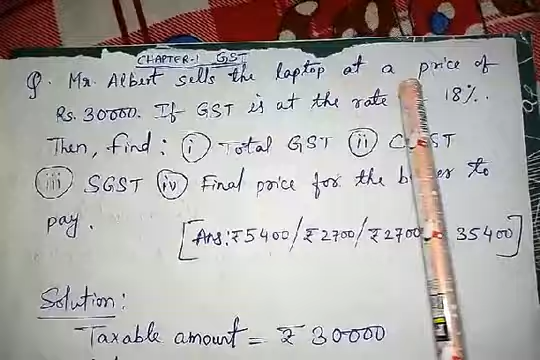 CHAPTER-1 GST
Q. Mr. Albert sells the laptop at a price of
Rs. 30000. If GST is at the rate 18%.
Then, find: (i) Total GST (ii)
(iii) SGST (iv) Final price for the to
pay.
[Ans: ₹5400/₹2700/₹2700 35400]
Solution:
Taxable amount = ₹ 30000